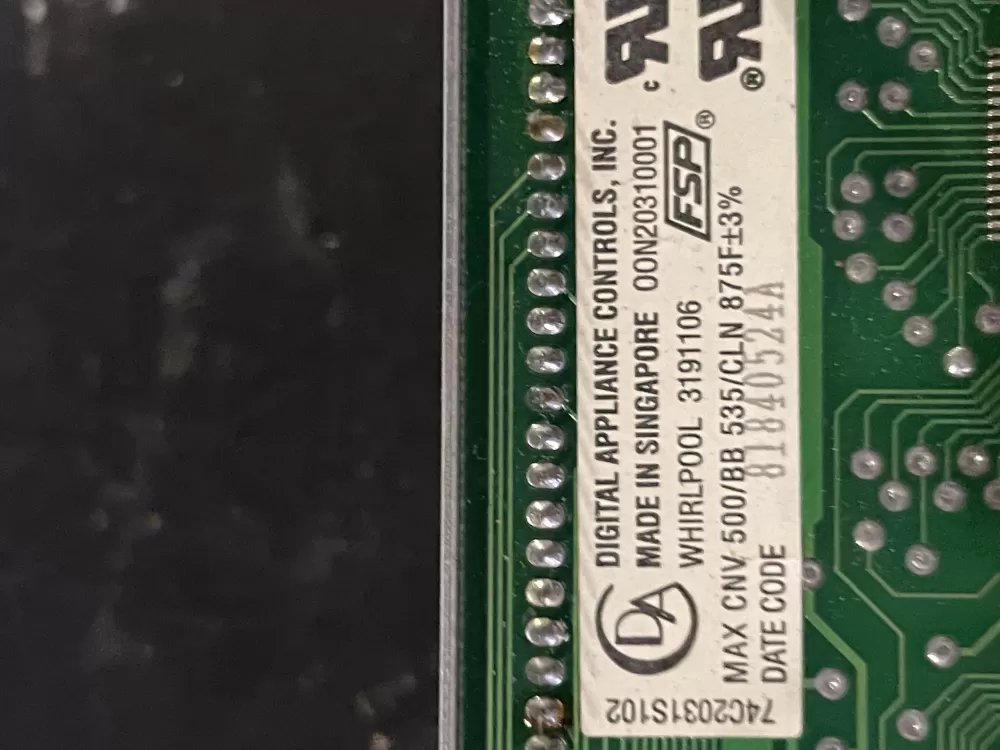 DIGITAL APPLIANCE CONTROLS, INC.
MADE IN SINGAPORE 00N20310001
WHIRLPOOL 3191106 FSP®
MAX CNV 500/BB 535/CLN 875F±3%
DATE CODE 81840524A
DA
c ®
74C2031S102